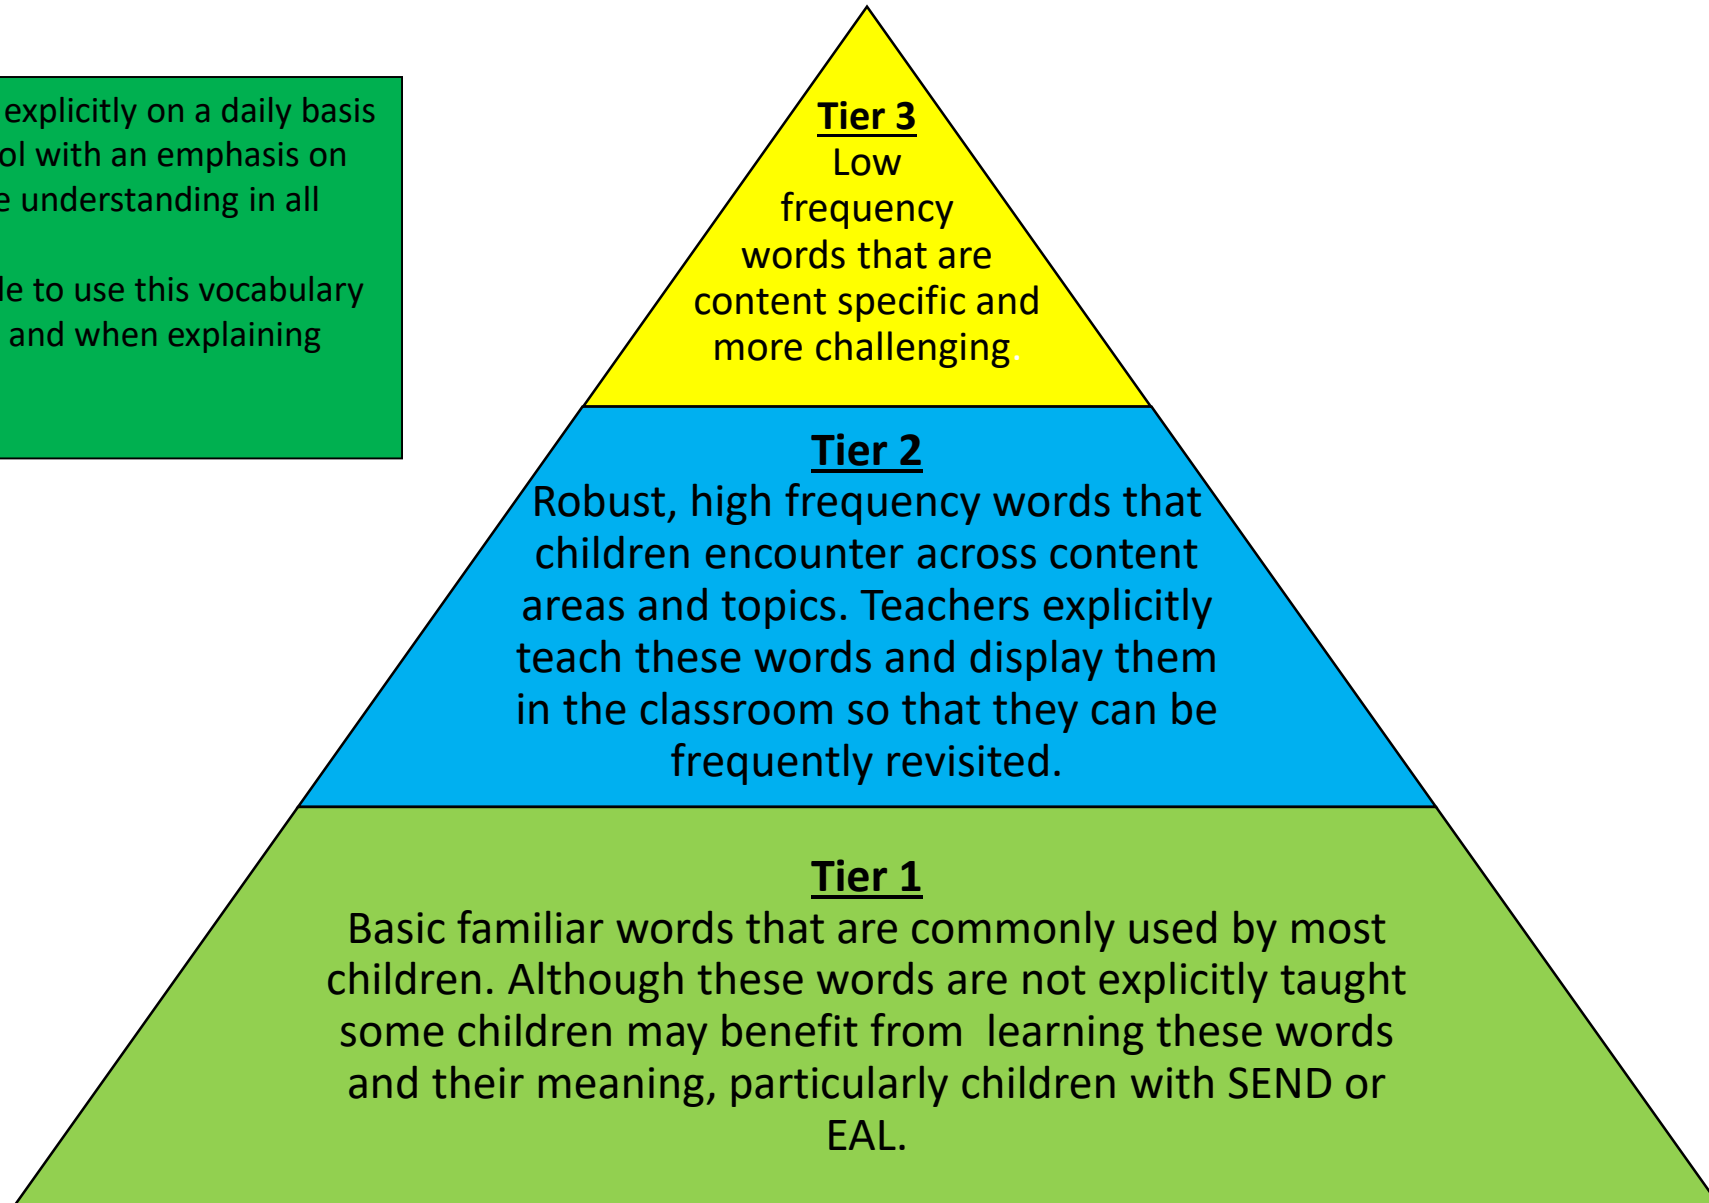 explicitly on a daily basis
ol with an emphasis on
e understanding in all
le to use this vocabulary
and when explaining
Tier 3
Low
frequency
words that are
content specific and
more challenging.
Tier 2
Robust, high frequency words that
children encounter across content
areas and topics. Teachers explicitly
teach these words and display them
in the classroom so that they can be
frequently revisited.
Tier 1
Basic familiar words that are commonly used by most
children. Although these words are not explicitly taught
some children may benefit from  learning these words
and their meaning, particularly children with SEND or
EAL.